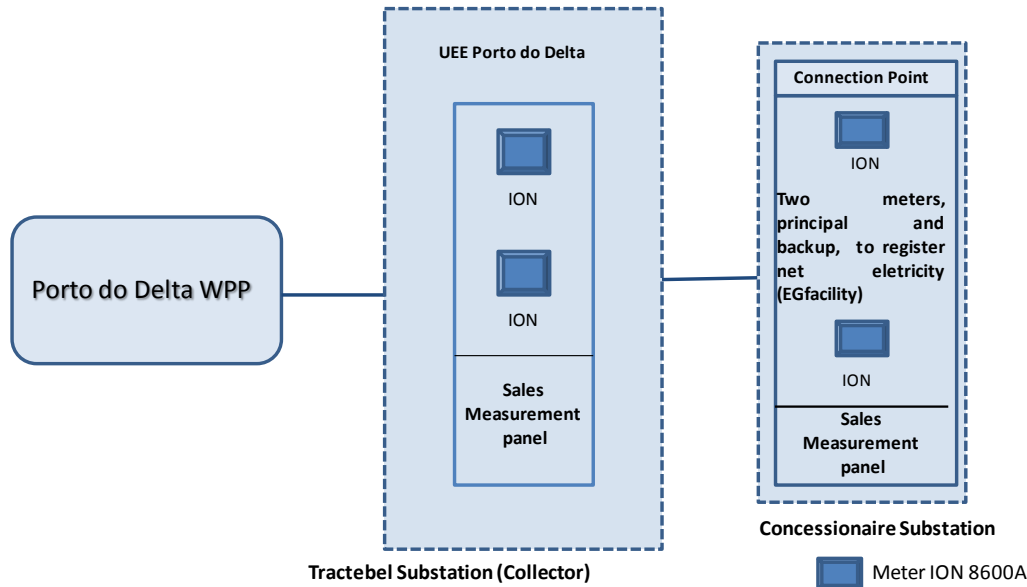 Porto do Delta WPP
UEE Porto do Delta
ION
ION
Sales
Measurement
panel
Tractebel Substation (Collector)
Connection Point
ION
Two meters,
principal and
backup, to register
net eletricity
(EGfacility)
ION
Sales
Measurement
panel
Concessionaire Substation
Meter ION 8600A